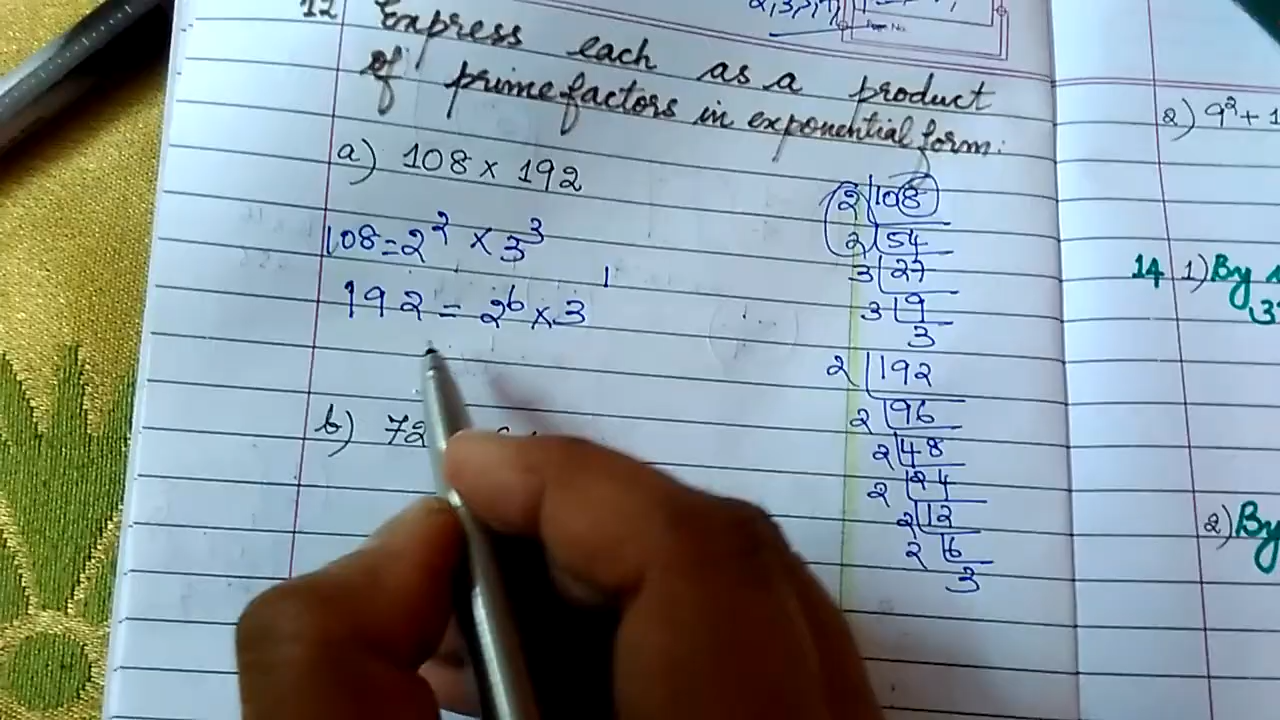 12 Express each as a product
of prime factors in exponential form.
a) 108 x 192
108 = 2² x 3³
192 = 2⁶ x 3
b) 72
2 | 108
2 | 54
3 | 27
3 | 9
3
2 | 192
2 | 96
2 | 48
2 | 24
2 | 12
2 | 6
3
2) 9² + 1
14 1) By
2) By